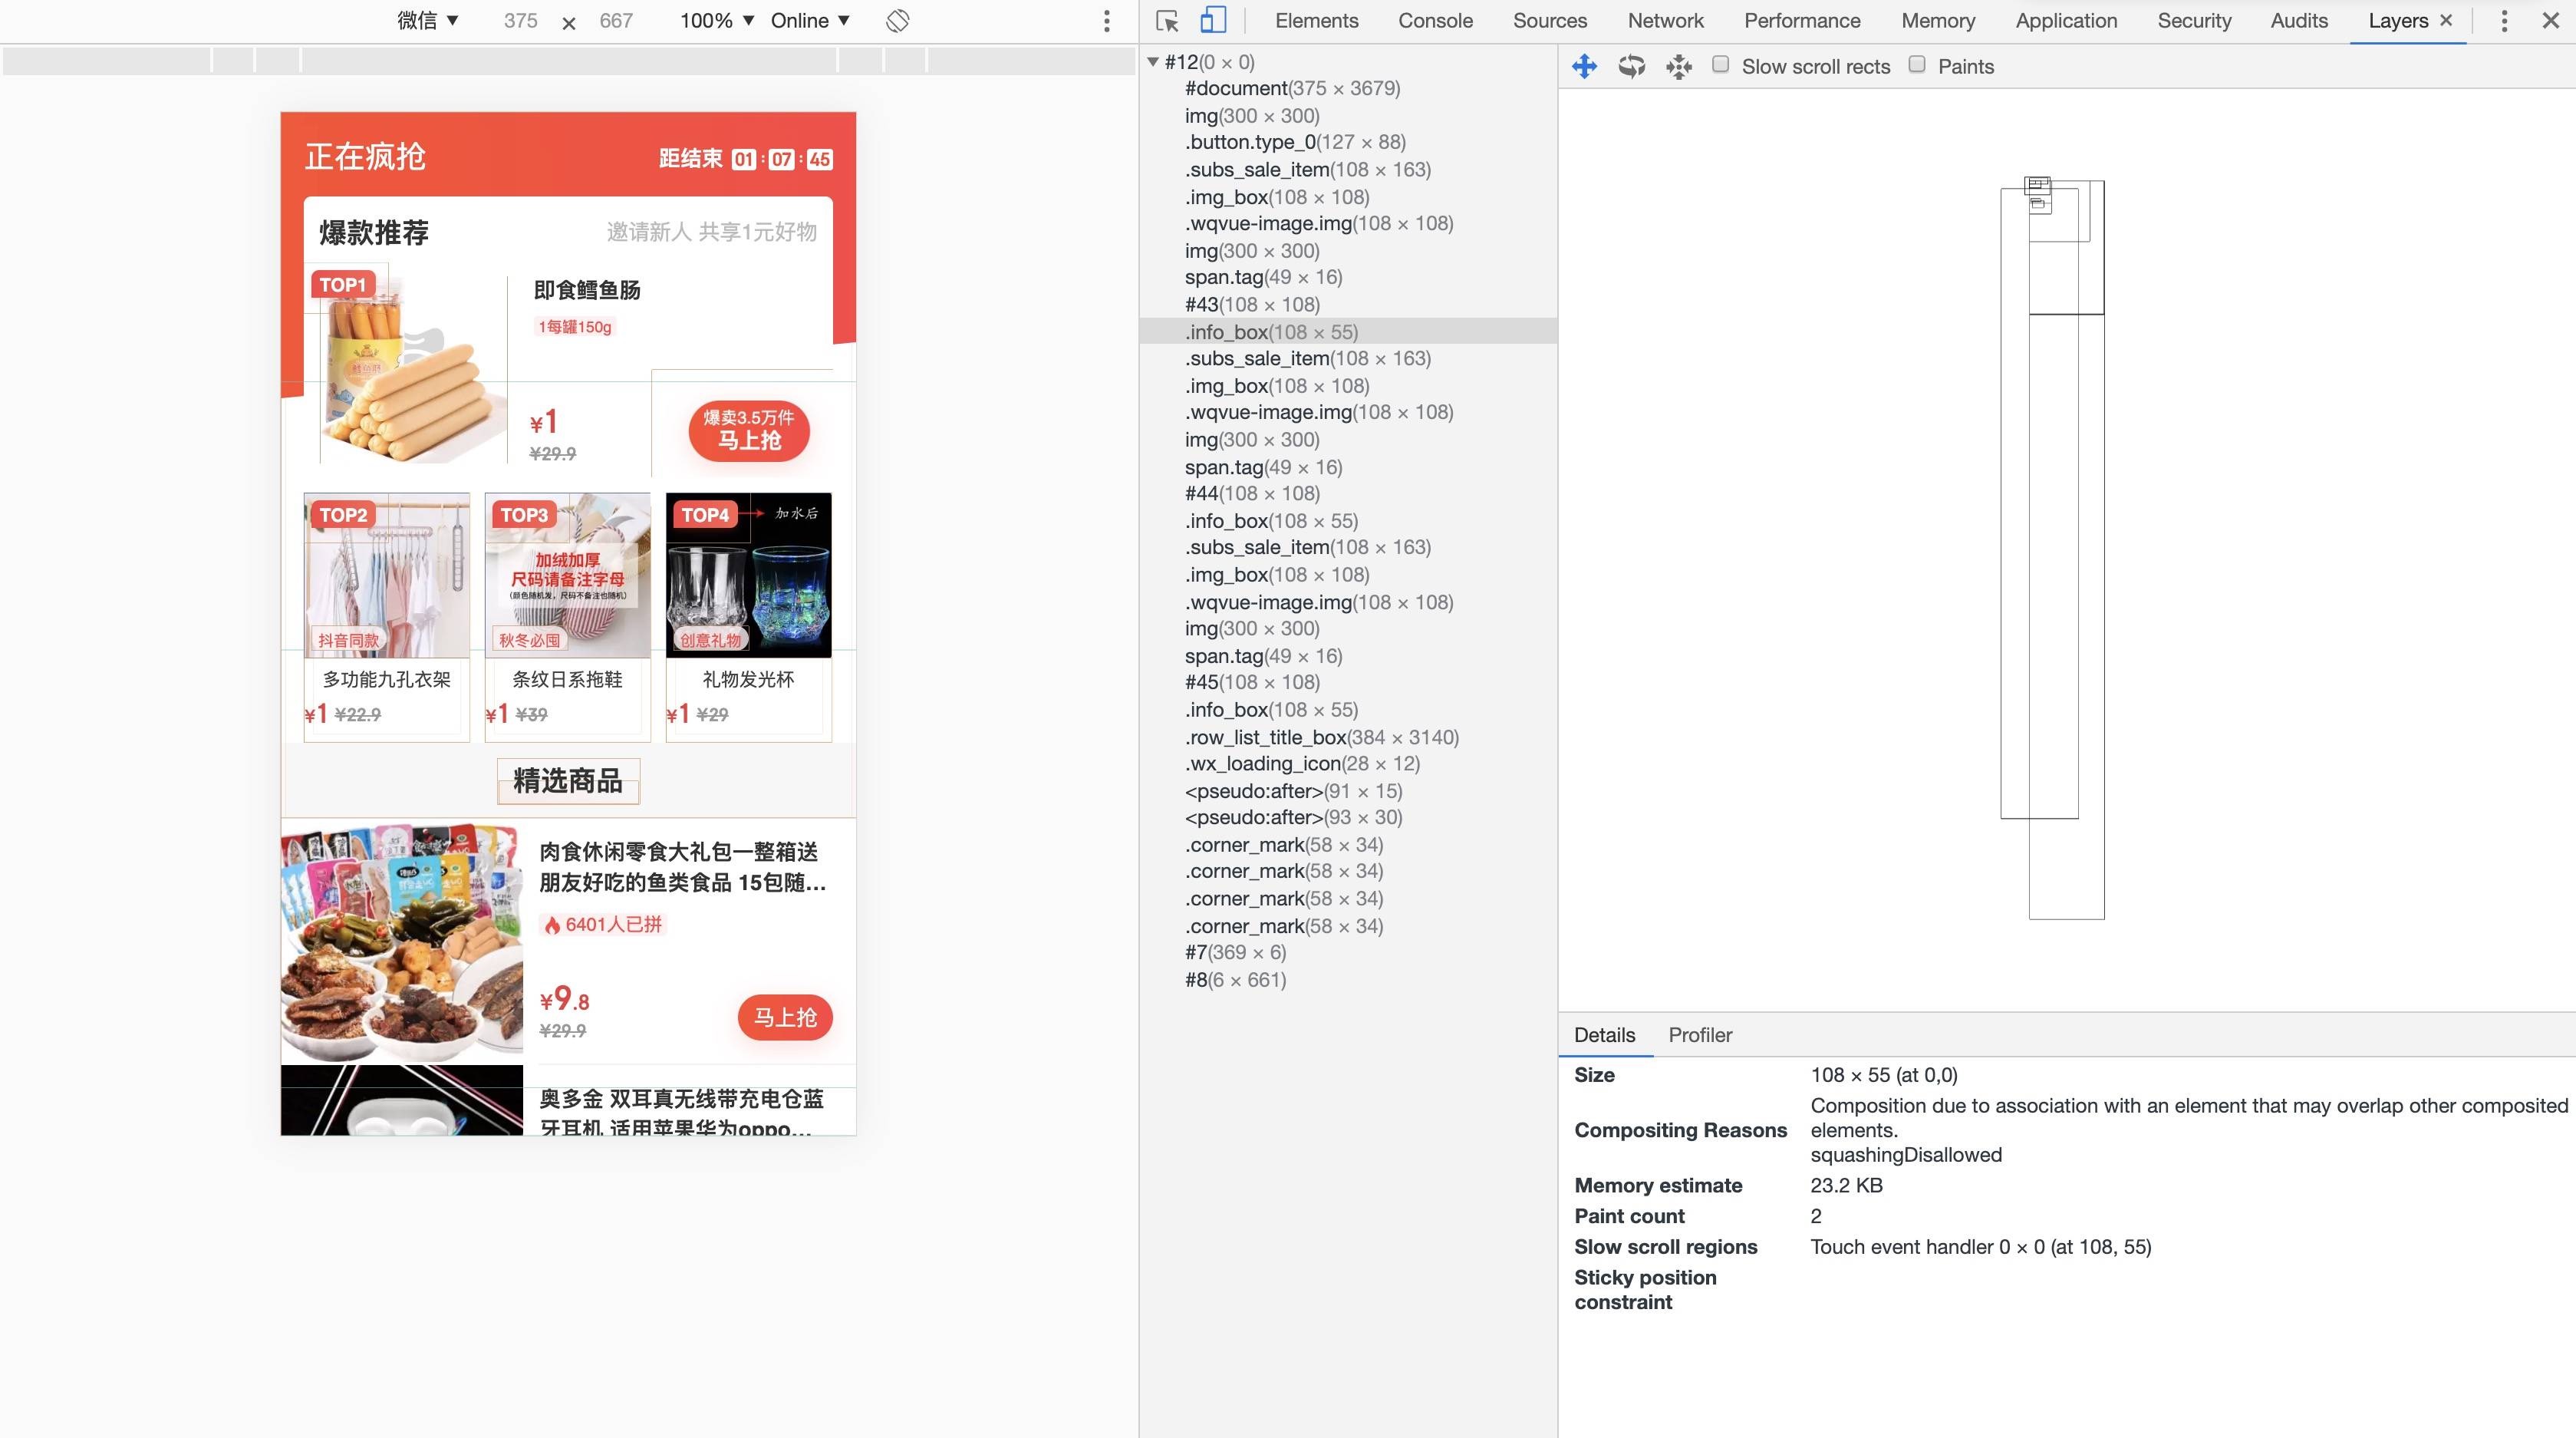 微信 ▼ 375 × 667 100% ▼ Online ▼
正在疯抢
距结束 01 : 07 : 45
爆款推荐
邀请新人 共享1元好物
TOP1
即食鳕鱼肠
1每罐150g
¥1
¥29.9
爆卖3.5万件
马上抢
TOP2
抖音同款
多功能九孔衣架
¥1 ¥22.9
TOP3
加绒加厚
尺码请备注字母
(颜色随机发，尺码不备注也随机)
秋冬必囤
条纹日系拖鞋
¥1 ¥39
TOP4
加水后
创意礼物
礼物发光杯
¥1 ¥29
精选商品
肉食休闲零食大礼包一整箱送
朋友好吃的鱼类食品 15包随...
6401人已拼
¥9.8
¥29.9
马上抢
奥多金 双耳真无线带充电仓蓝
牙耳机 适用苹果华为oppo...
Elements Console Sources Network Performance Memory Application Security Audits Layers ×
▼ #12(0 × 0)
#document(375 × 3679)
img(300 × 300)
.button.type_0(127 × 88)
.subs_sale_item(108 × 163)
.img_box(108 × 108)
.wqvue-image.img(108 × 108)
img(300 × 300)
span.tag(49 × 16)
#43(108 × 108)
.info_box(108 × 55)
.subs_sale_item(108 × 163)
.img_box(108 × 108)
.wqvue-image.img(108 × 108)
img(300 × 300)
span.tag(49 × 16)
#44(108 × 108)
.info_box(108 × 55)
.subs_sale_item(108 × 163)
.img_box(108 × 108)
.wqvue-image.img(108 × 108)
img(300 × 300)
span.tag(49 × 16)
#45(108 × 108)
.info_box(108 × 55)
.row_list_title_box(384 × 3140)
.wx_loading_icon(28 × 12)
<pseudo:after>(91 × 15)
<pseudo:after>(93 × 30)
.corner_mark(58 × 34)
.corner_mark(58 × 34)
.corner_mark(58 × 34)
.corner_mark(58 × 34)
#7(369 × 6)
#8(6 × 661)
Slow scroll rects Paints
Details Profiler
Size 108 × 55 (at 0,0)
Compositing Reasons Composition due to association with an element that may overlap other composited
elements.
squashingDisallowed
Memory estimate 23.2 KB
Paint count 2
Slow scroll regions Touch event handler 0 × 0 (at 108, 55)
Sticky position
constraint